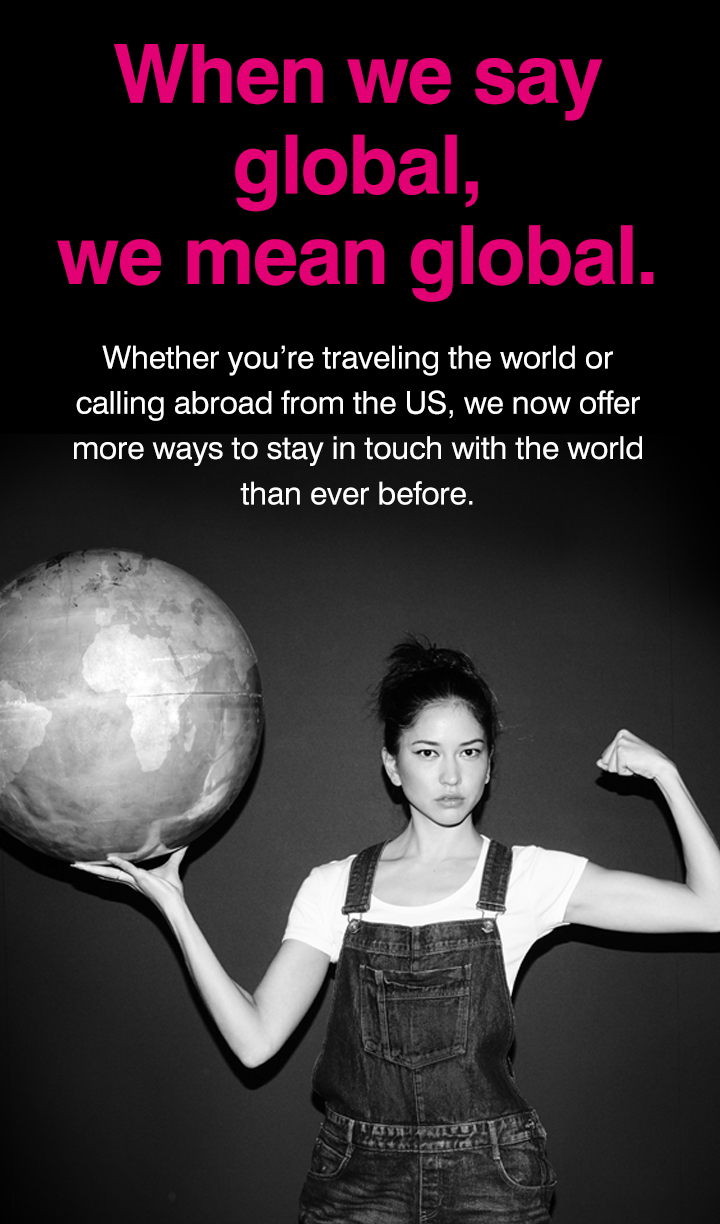 When we say
global,
we mean global.
Whether you’re traveling the world or
calling abroad from the US, we now offer
more ways to stay in touch with the world
than ever before.